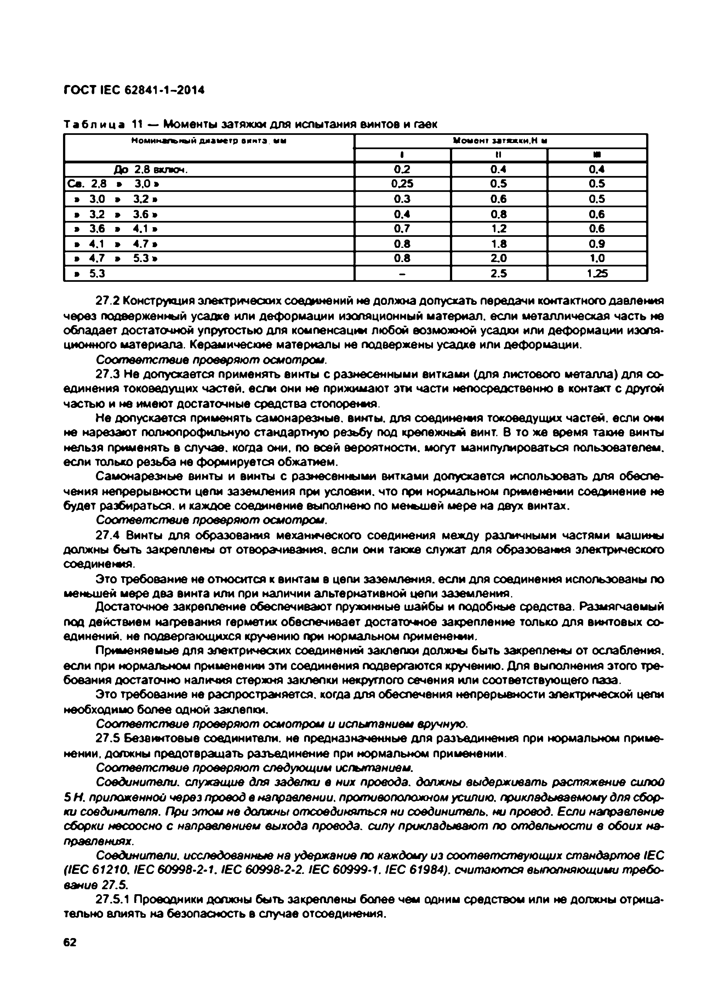 ГОСТ IEC 62841-1–2014
Таблица 11 — Моменты затяжки для испытания винтов и гаек
Номинальный диаметр винта, мм Момент затяжки,Н м
I II III
До 2.8 включ. 0.2 0.4 0.4
Св. 2,8 » 3,0 » 0,25 0.5 0.5
» 3.0 » 3.2 » 0.3 0.6 0.5
» 3.2 » 3.6 » 0.4 0.8 0.6
» 3,6 » 4.1 » 0.7 1.2 0.6
» 4.1 » 4.7 » 0.8 1.8 0.9
» 4.7 » 5.3 » 0.8 2.0 1.0
» 5.3 – 2.5 1.25
27.2 Конструкция электрических соединений не должна допускать передачи контактного давления
через подверженный усадке или деформации изоляционный материал, если металлическая часть не
обладает достаточной упругостью для компенсации любой возможной усадки или деформации изоля-
ционного материала. Керамические материалы не подвержены усадке или деформации.
Соответствие проверяют осмотром.
27.3 Не допускается применять винты с разнесенными витками (для листового металла) для со-
единения токоведущих частей, если они не прижимают эти части непосредственно в контакт с другой
частью и не имеют достаточные средства стопорения.
Не допускается применять самонарезные, винты, для соединения токоведущих частей, если они
не нарезают полнопрофильную стандартную резьбу под крепежный винт. В то же время такие винты
нельзя применять в случае, когда они, по всей вероятности, могут манипулироваться пользователем,
если только резьба не формируется обжатием.
Самонарезные винты и винты с разнесенными витками допускается использовать для обеспе-
чения непрерывности цепи заземления при условии, что при нормальном применении соединение не
будет разбираться, и каждое соединение выполнено по меньшей мере на двух винтах.
Соответствие проверяют осмотром.
27.4 Винты для образования механического соединения между различными частями машины
должны быть закреплены от отворачивания, если они также служат для образования электрического
соединения.
Это требование не относится к винтам в цепи заземления, если для соединения использованы по
меньшей мере два винта или при наличии альтернативной цепи заземления.
Достаточное закрепление обеспечивают пружинные шайбы и подобные средства. Размягчаемый
под действием нагревания герметик обеспечивает достаточное закрепление только для винтовых со-
единений, не подвергающихся кручению при нормальном применении.
Применяемые для электрических соединений заклепки должны быть закреплены от ослабления,
если при нормальном применении эти соединения подвергаются кручению. Для выполнения этого тре-
бования достаточно наличия стержня заклепки некруглого сечения или соответствующего паза.
Это требование не распространяется, когда для обеспечения непрерывности электрической цепи
необходимо более одной заклепки.
Соответствие проверяют осмотром и испытанием вручную.
27.5 Безвинтовые соединители, не предназначенные для разъединения при нормальном приме-
нении, должны предотвращать разъединение при нормальном применении.
Соответствие проверяют следующим испытанием.
Соединители, служащие для заделки в них провода, должны выдерживать растяжение силой
5 Н, приложенной через провод в направлении, противоположном усилию, прикладываемому для сбор-
ки соединителя. При этом не должны отсоединяться ни соединитель, ни провод. Если направление
сборки несоосно с направлением выхода провода, силу прикладывают по отдельности в обоих на-
правлениях.
Соединители, исследованные на удержание по каждому из соответствующих стандартов IEC
(IEC 61210, IEC 60998-2-1, IEC 60998-2-2, IEC 60999-1, IEC 61984), считаются выполняющими требо-
вание 27.5.
27.5.1 Проводники должны быть закреплены более чем одним средством или не должны отрица-
тельно влиять на безопасность в случае отсоединения.
62